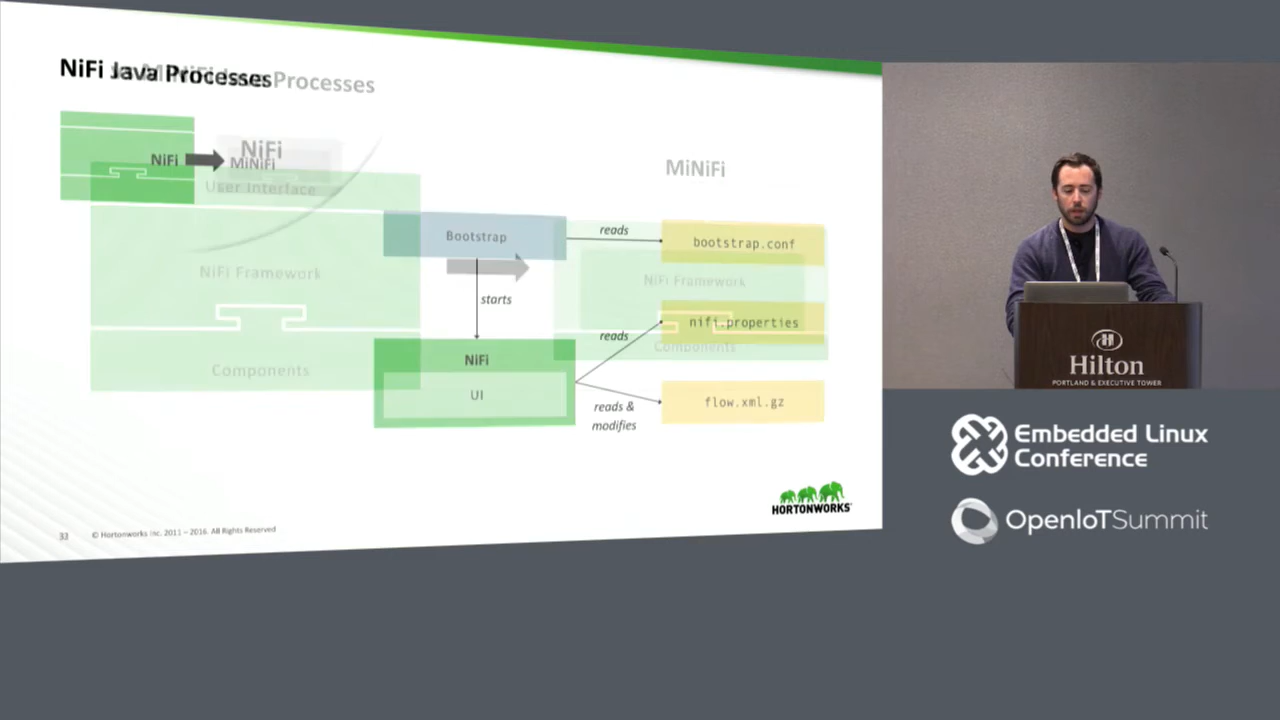 NiFi Java Processes
Processes
NiFi
NiFi
MiNiFi
MiNiFi
User Interface
Bootstrap
reads
bootstrap.conf
NiFi Framework
NiFi Framework
starts
reads
nifi.properties
Components
NiFi
Components
UI
reads &
modifies
flow.xml.gz
HORTONWORKS
33 © Hortonworks Inc. 2011 – 2016. All Rights Reserved
Hilton
PORTLAND & EXECUTIVE TOWER
Embedded Linux
Conference
OpenIoTSummit